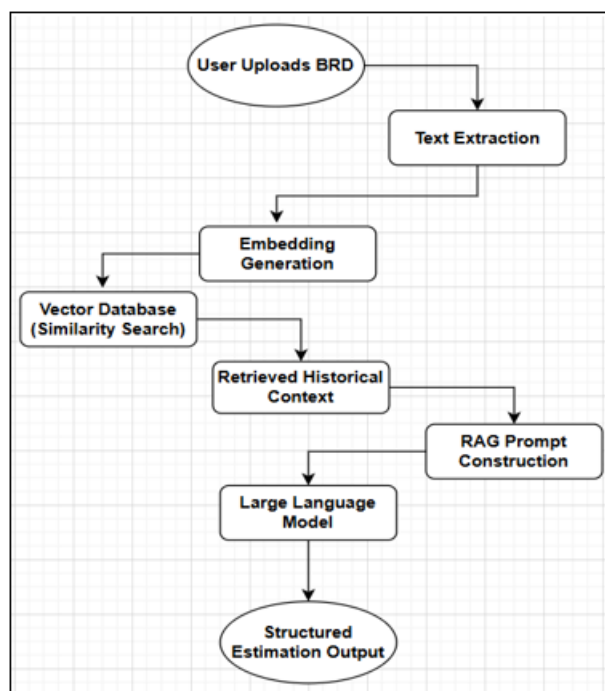 User Uploads BRD
Text Extraction
Embedding
Generation
Vector Database
(Similarity Search)
Retrieved Historical
Context
RAG Prompt
Construction
Large Language
Model
Structured
Estimation Output